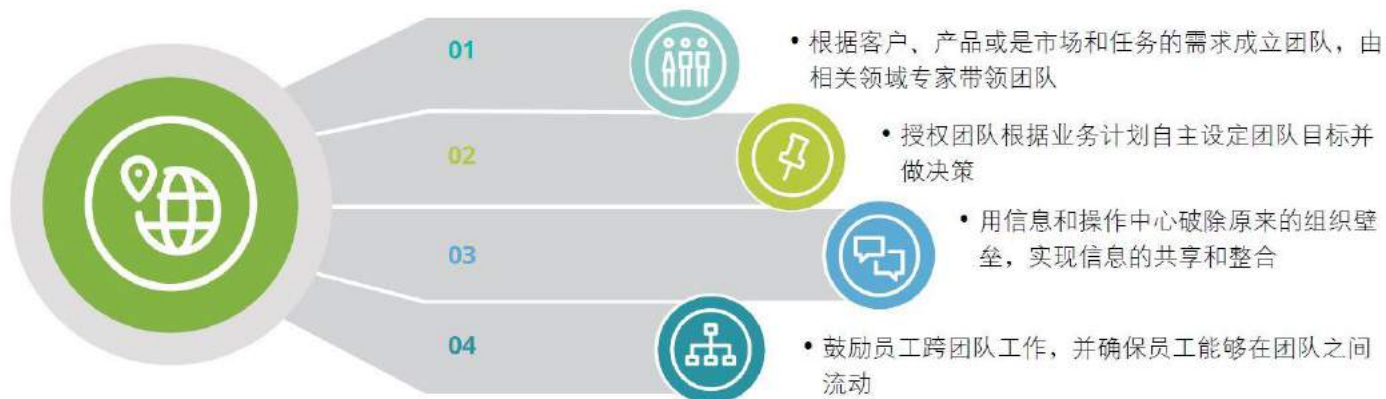 01
• 根据客户、产品或是市场和任务的需求成立团队，由
相关领域专家带领团队
02
• 授权团队根据业务计划自主设定团队目标并
做决策
03
• 用信息和操作中心破除原来的组织壁
垒，实现信息的共享和整合
04
• 鼓励员工跨团队工作，并确保员工能够在团队之间
流动